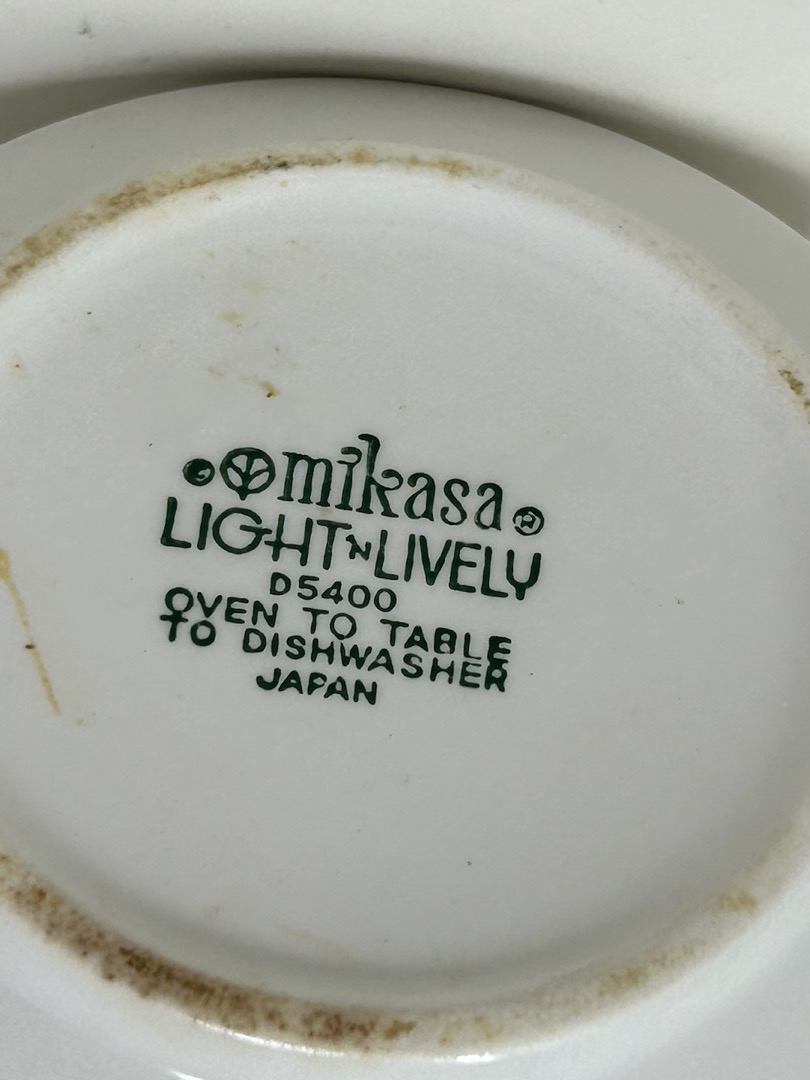 mikasa ®
LIGHT 'N LIVELY
D5400
OVEN TO TABLE
TO DISHWASHER
JAPAN